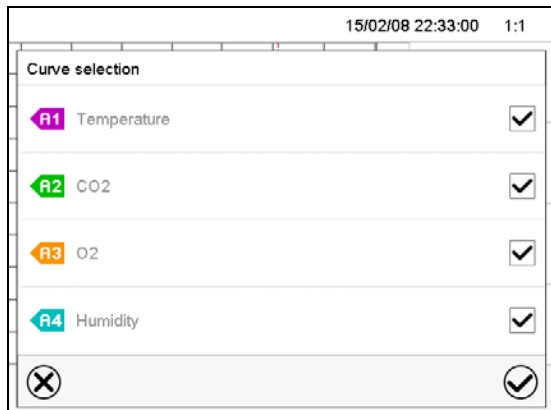 15/02/08 22:33:00 1:1
Curve selection
A1 Temperature
A2 CO2
A3 O2
A4 Humidity